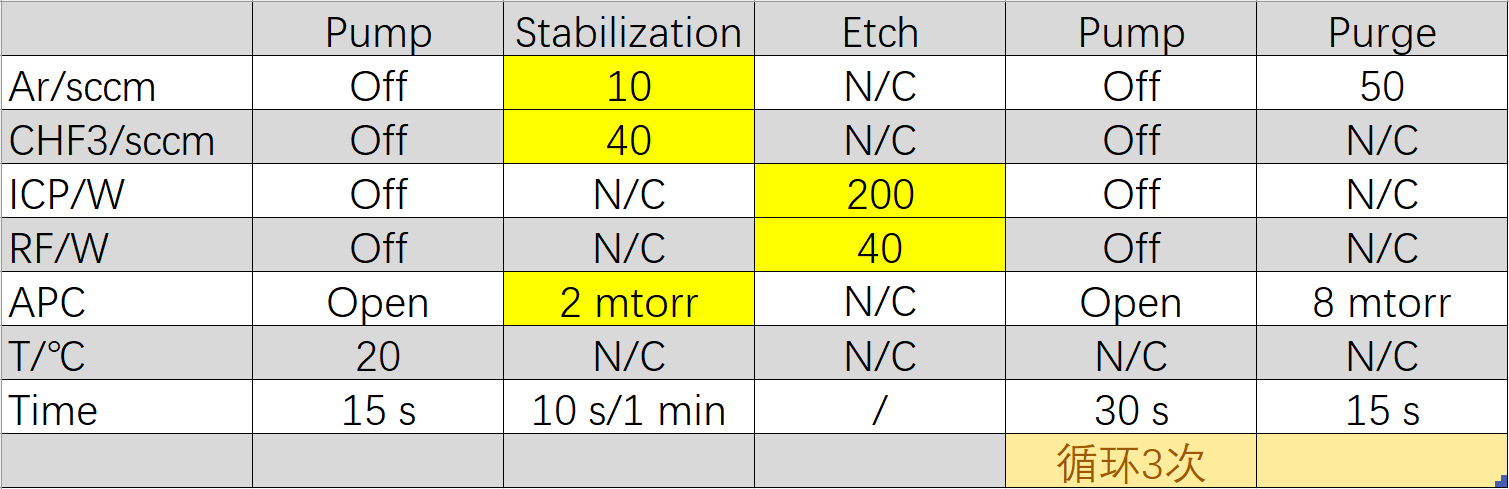 Pump Stabilization Etch Pump Purge
Ar/sccm Off 10 N/C Off 50
CHF3/sccm Off 40 N/C Off N/C
ICP/W Off N/C 200 Off N/C
RF/W Off N/C 40 Off N/C
APC Open 2 mtorr N/C Open 8 mtorr
T/℃ 20 N/C N/C N/C N/C
Time 15 s 10 s/1 min / 30 s 15 s
循环3次